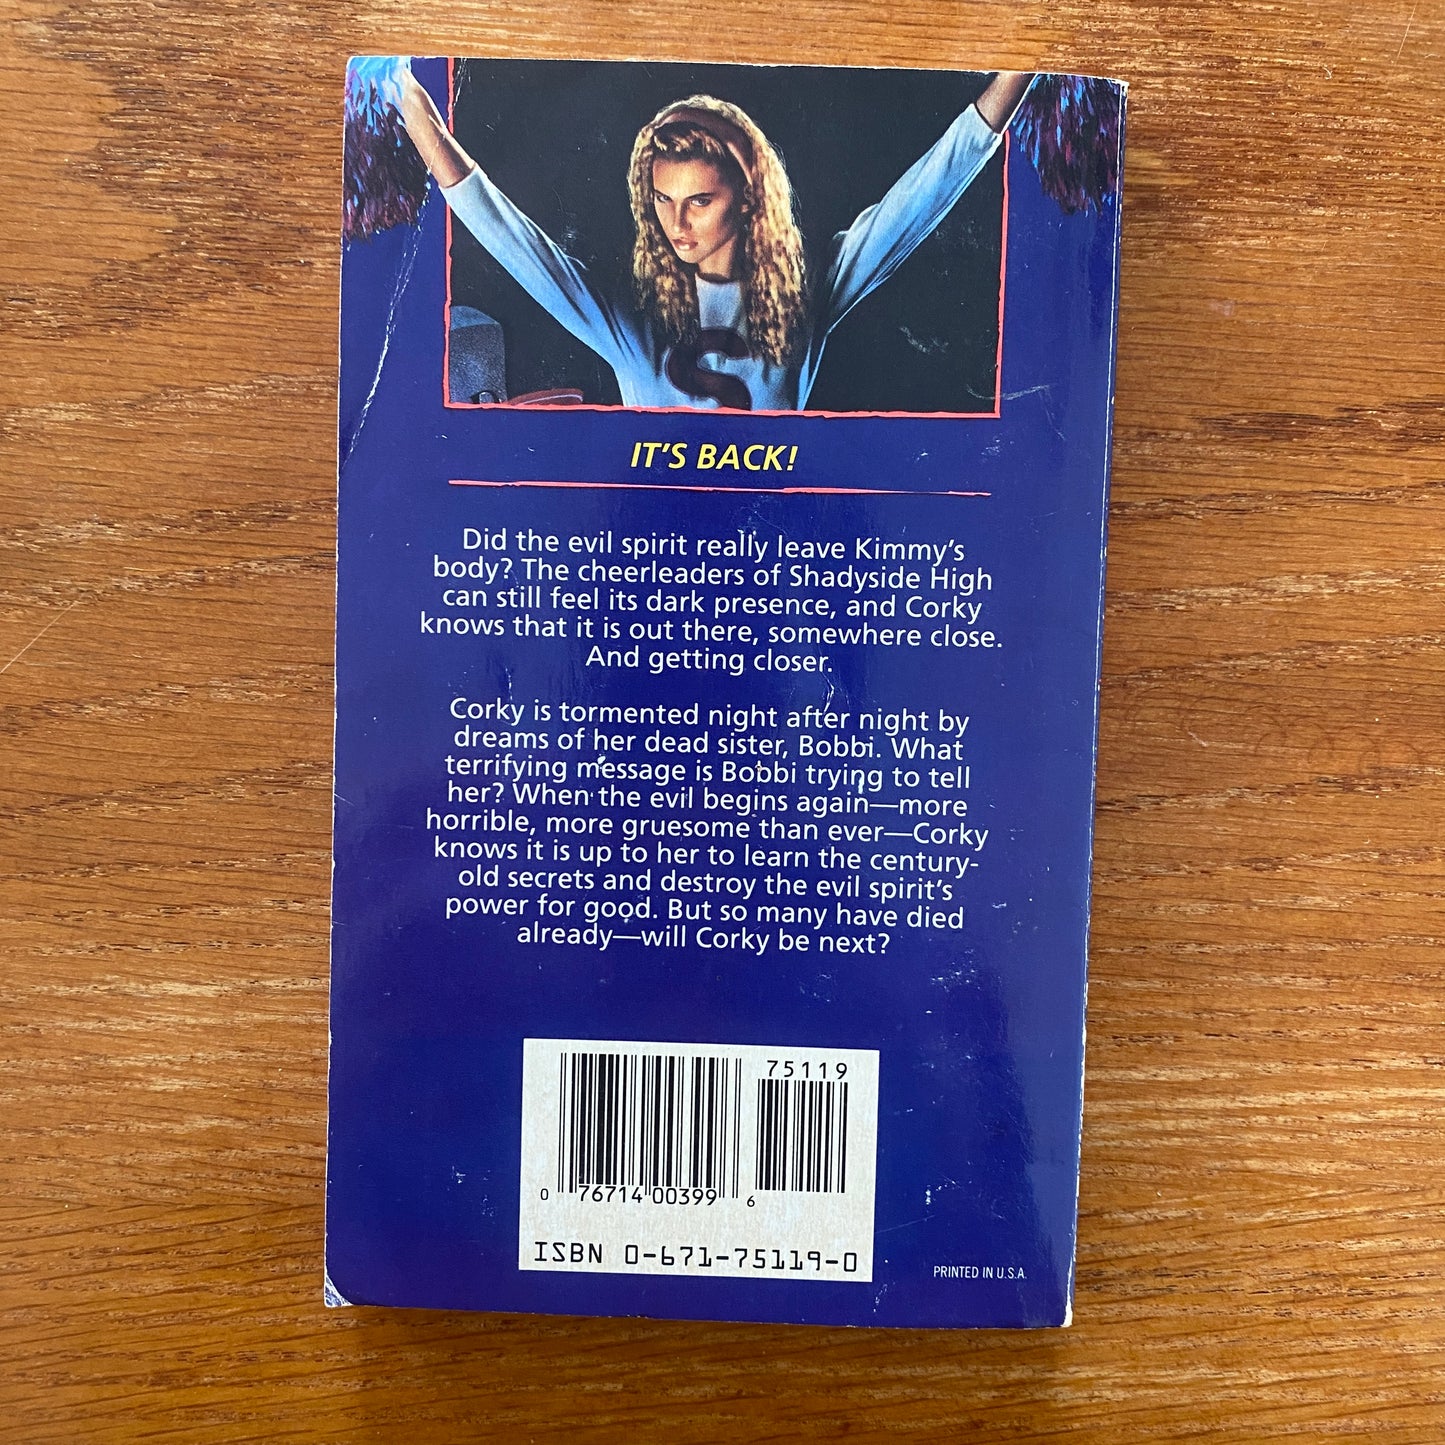 S
IT'S BACK!
Did the evil spirit really leave Kimmy's
body? The cheerleaders of Shadyside High
can still feel its dark presence, and Corky
knows that it is out there, somewhere close.
And getting closer.
Corky is tormented night after night by
dreams of her dead sister, Bobbi. What
terrifying message is Bobbi trying to tell
her? When the evil begins again—more
horrible, more gruesome than ever—Corky
knows it is up to her to learn the century-
old secrets and destroy the evil spirit's
power for good. But so many have died
already—will Corky be next?
75119
0 76714 00399 6
ISBN 0-671-75119-0
PRINTED IN U.S.A.